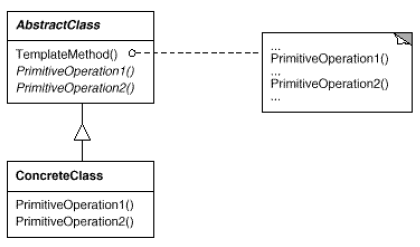 AbstractClass
TemplateMethod()
PrimitiveOperation1()
PrimitiveOperation2()
...
PrimitiveOperation1()
...
PrimitiveOperation2()
...
ConcreteClass
PrimitiveOperation1()
PrimitiveOperation2()